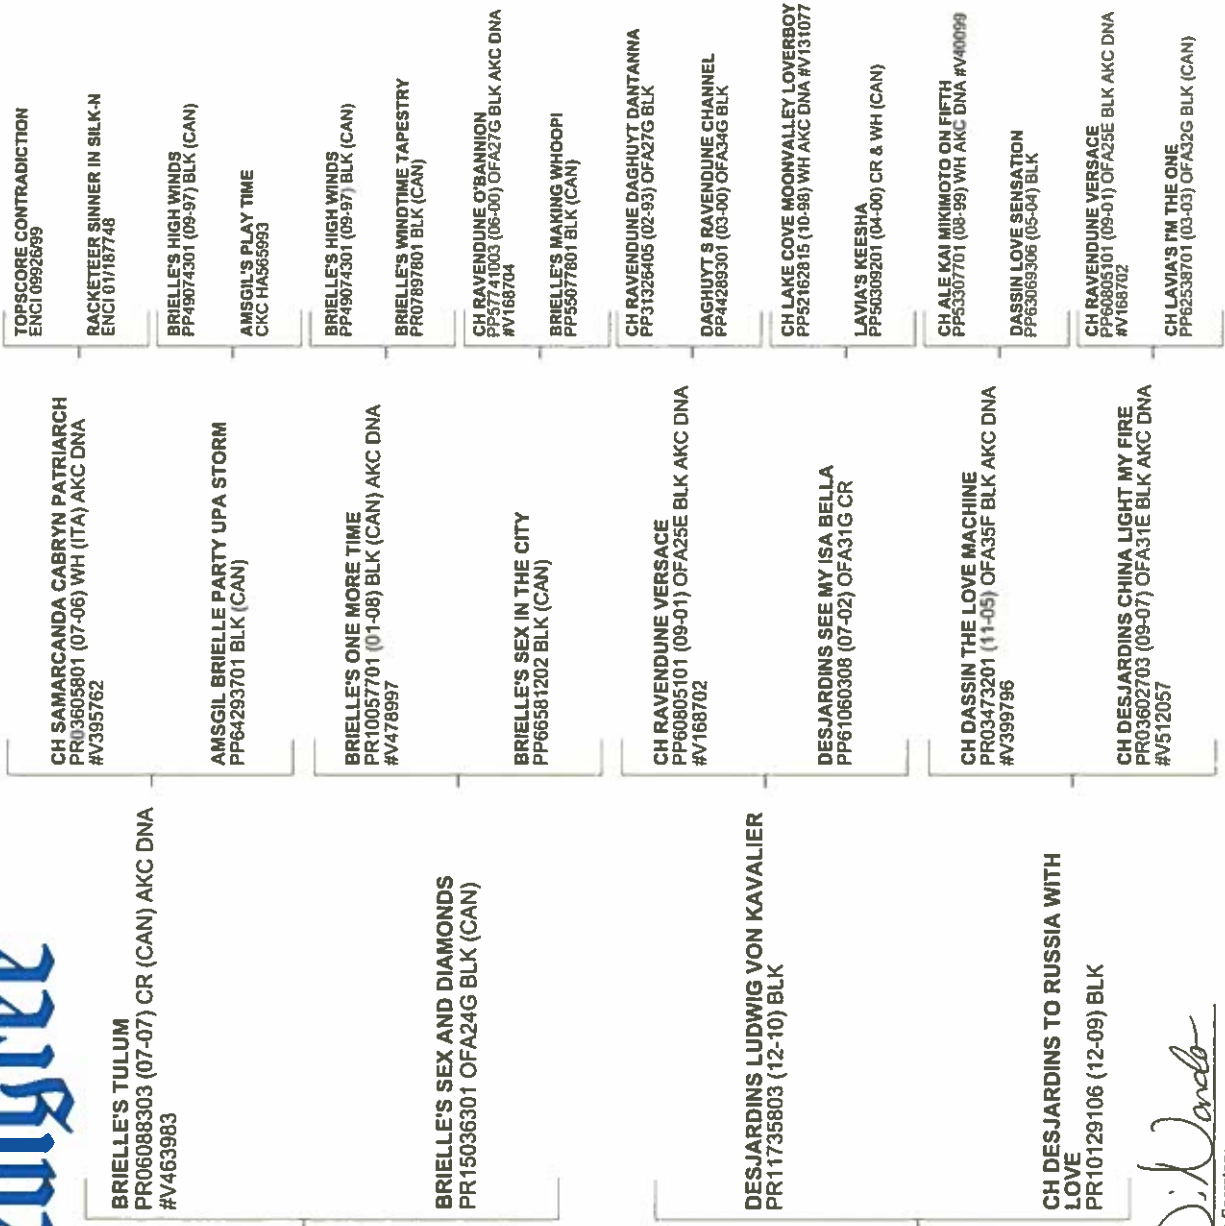 BRIELLE'S TULUM
PR06088303 (07-07) CR (CAN) AKC DNA
#V463983
BRIELLE'S SEX AND DIAMONDS
PR15036301 OFA24G BLK (CAN)
DESJARDINS LUDWIG VON KAVALIER
PR11735803 (12-10) BLK
CH DESJARDINS TO RUSSIA WITH
LOVE
PR10129106 (12-09) BLK
CH SAMARCANDA CABRYN PATRIARCH
PR03605801 (07-06) WH (ITA) AKC DNA
#V395762
AMSGIL BRIELLE PARTY UPA STORM
PP64293701 BLK (CAN)
BRIELLE'S ONE MORE TIME
PR10057701 (01-08) BLK (CAN) AKC DNA
#V478997
BRIELLE'S SEX IN THE CITY
PP66581202 BLK (CAN)
CH RAVENDUNE VERSACE
PP60805101 (09-01) OFA25E BLK AKC DNA
#V168702
DESJARDINS SEE MY ISA BELLA
PP61060308 (07-02) OFA31G CR
CH DASSIN THE LOVE MACHINE
PR03473201 (11-05) OFA35F BLK AKC DNA
#V399796
CH DESJARDINS CHINA LIGHT MY FIRE
PR03602703 (09-07) OFA31E BLK AKC DNA
#V512057
TOPSCORE CONTRADICTION
ENCI 09926/99
RACKETEER SINNER IN SILK-N
ENCI 01/187748
BRIELLE'S HIGH WINDS
PP49074301 (09-97) BLK (CAN)
AMSGIL'S PLAY TIME
CKC HA565993
BRIELLE'S HIGH WINDS
PP49074301 (09-97) BLK (CAN)
BRIELLE'S WINDTIME TAPESTRY
PR07897801 BLK (CAN)
CH RAVENDUNE O'BANNION
PP57741003 (06-00) OFA27G BLK AKC DNA
#V168704
BRIELLE'S MAKING WHOOPI
PP55077801 BLK (CAN)
CH RAVENDUNE DAGHUYT DANTANNA
PP31326405 (02-93) OFA27G BLK
DAGHUYT S RAVENDUNE CHANNEL
PP44289301 (03-00) OFA34G BLK
CH LAKE COVE MOONVALLEY LOVERBOY
PP52162815 (10-98) WH AKC DNA #V131077
LAVIA'S KEESHA
PP50309201 (04-00) CR & WH (CAN)
CH ALE KAI MIKIMOTO ON FIFTH
PP53307701 (08-99) WH AKC DNA #V40099
DASSIN LOVE SENSATION
PP63069306 (05-04) BLK
CH RAVENDUNE VERSACE
PP60805101 (09-01) OFA25E BLK AKC DNA
#V168702
CH LAVIA'S I'M THE ONE
PP62538701 (03-03) OFA32G BLK (CAN)